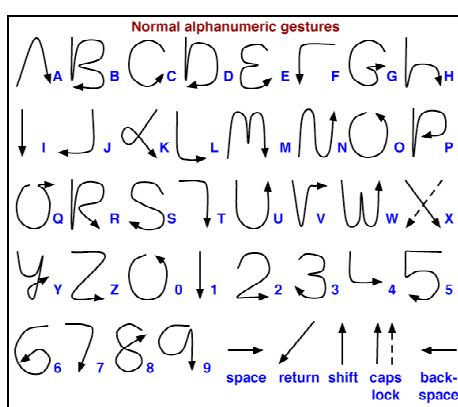 Normal alphanumeric gestures
A B C D E F G H
I J K L M N O P
Q R S T U V W X
Y Z 0 1 2 3 4 5
6 7 8 9 space return shift caps lock back-space